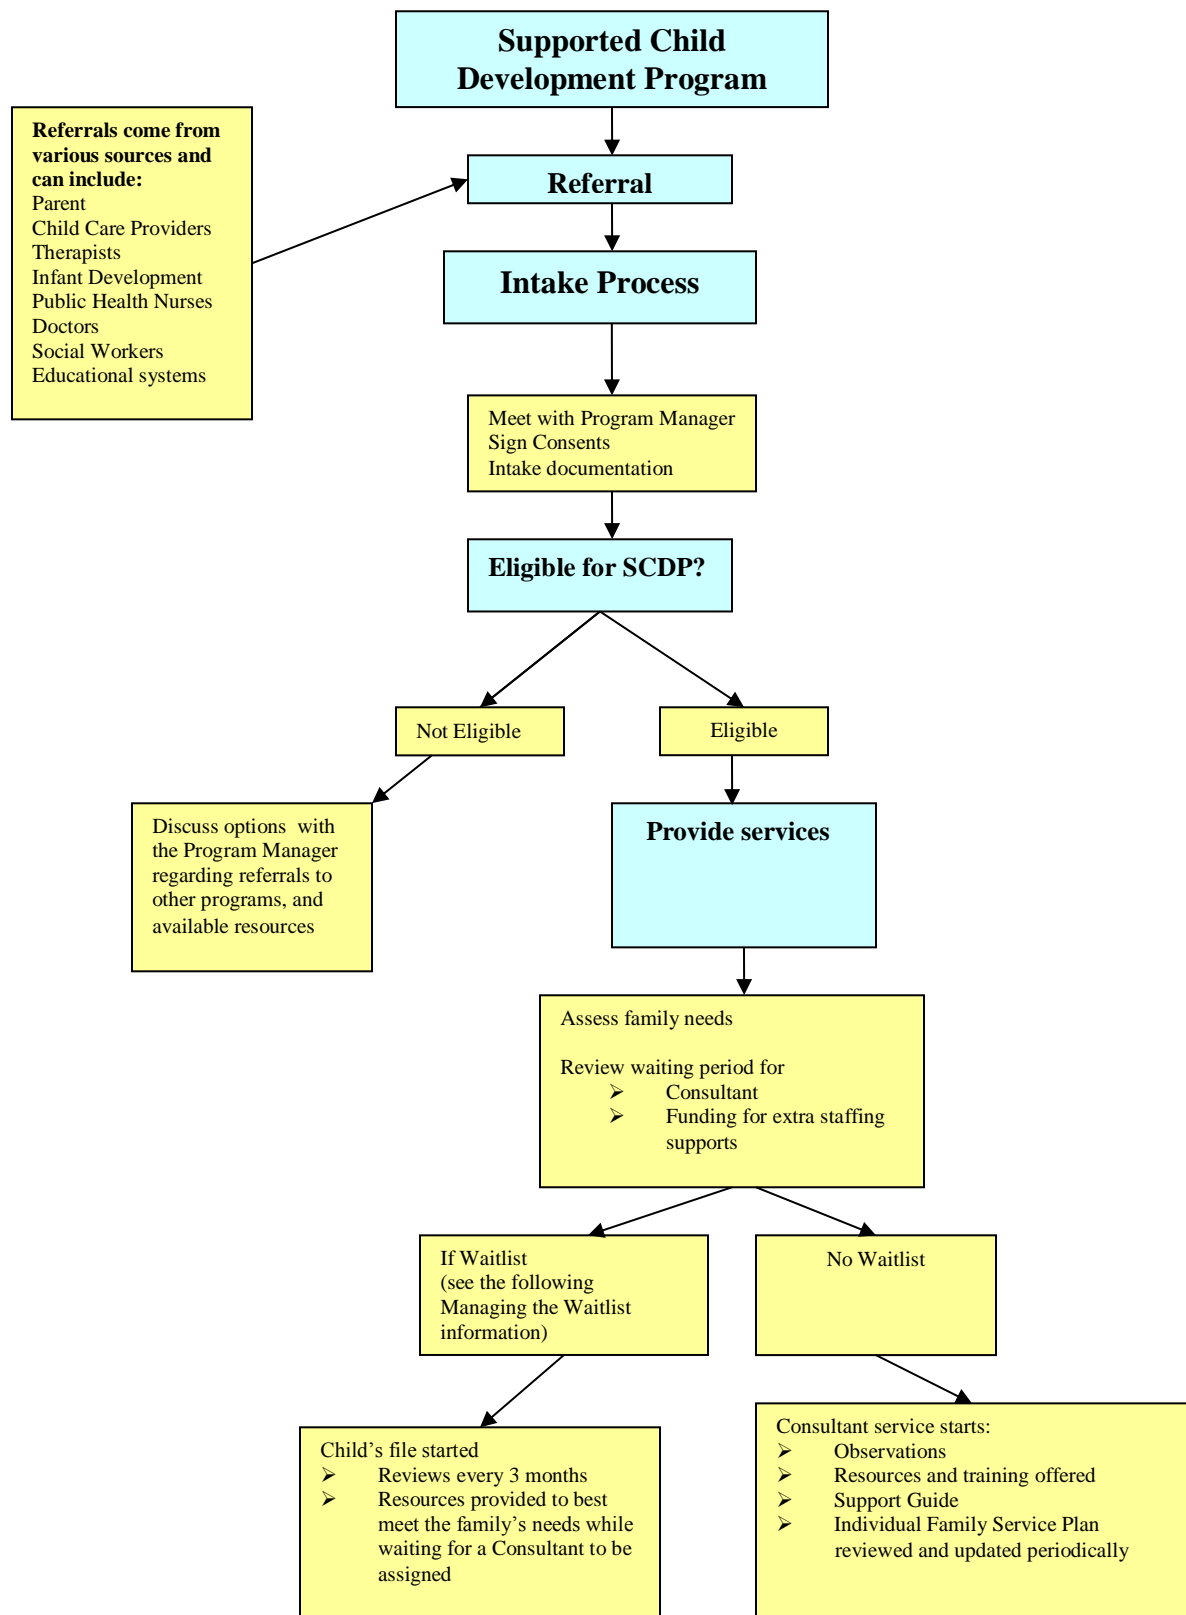 Supported Child
Development Program
Referrals come from
various sources and
can include:
Parent
Child Care Providers
Therapists
Infant Development
Public Health Nurses
Doctors
Social Workers
Educational systems
Referral
Intake Process
Meet with Program Manager
Sign Consents
Intake documentation
Eligible for SCDP?
Not Eligible
Eligible
Discuss options with
the Program Manager
regarding referrals to
other programs, and
available resources
Provide services
Assess family needs
Review waiting period for
➢ Consultant
➢ Funding for extra staffing
supports
If Waitlist
(see the following
Managing the Waitlist
information)
No Waitlist
Child’s file started
➢ Reviews every 3 months
➢ Resources provided to best
meet the family’s needs while
waiting for a Consultant to be
assigned
Consultant service starts:
➢ Observations
➢ Resources and training offered
➢ Support Guide
➢ Individual Family Service Plan
reviewed and updated periodically